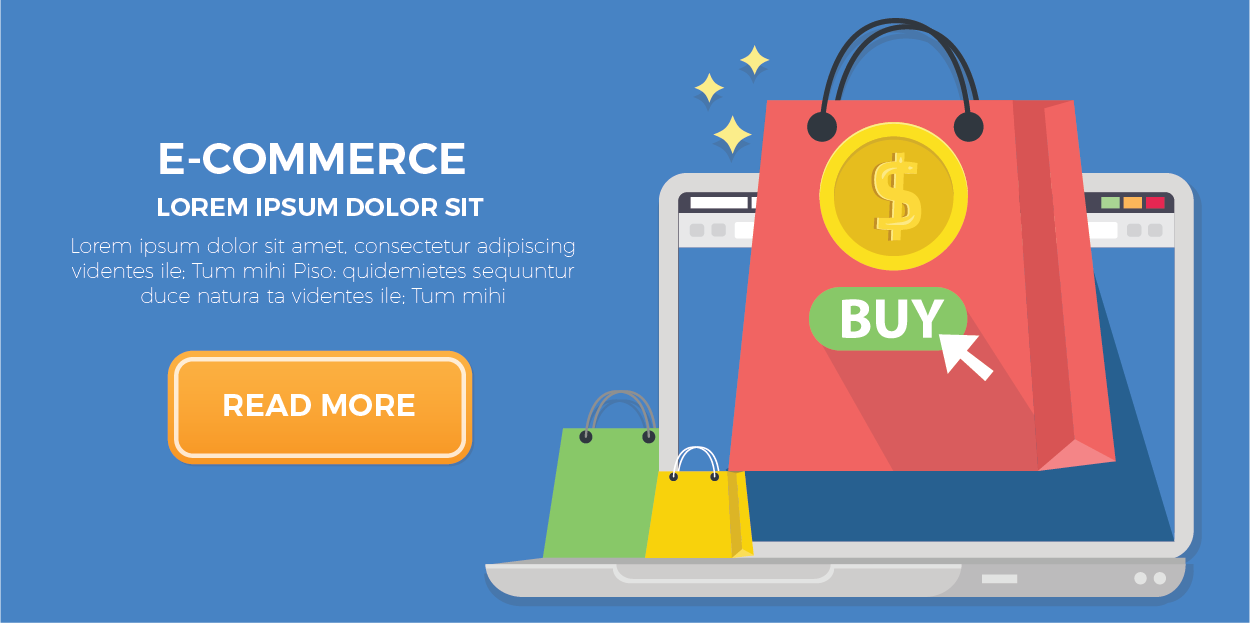 E-COMMERCE
LOREM IPSUM DOLOR SIT
Lorem ipsum dolor sit amet, consectetur adipiscing
videntes ile; Tum mihi Piso: quidemietes sequuntur
duce natura ta videntes ile; Tum mihi
READ MORE
$
BUY